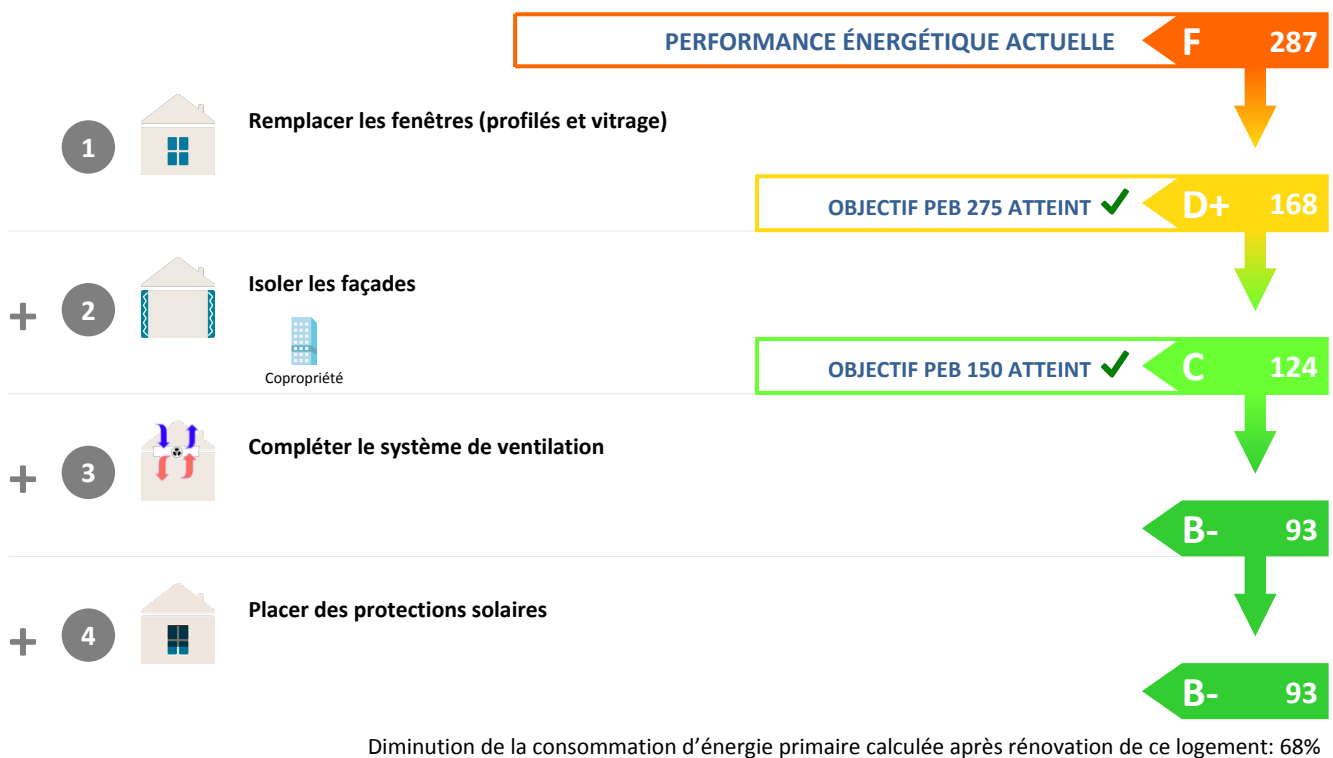 PERFORMANCE ÉNERGÉTIQUE ACTUELLE F 287
1 Remplacer les fenêtres (profilés et vitrage)
OBJECTIF PEB 275 ATTEINT ✓ D+ 168
+ 2 Isoler les façades
Copropriété
OBJECTIF PEB 150 ATTEINT ✓ C 124
+ 3 Compléter le système de ventilation
B- 93
+ 4 Placer des protections solaires
B- 93
Diminution de la consommation d’énergie primaire calculée après rénovation de ce logement: 68%